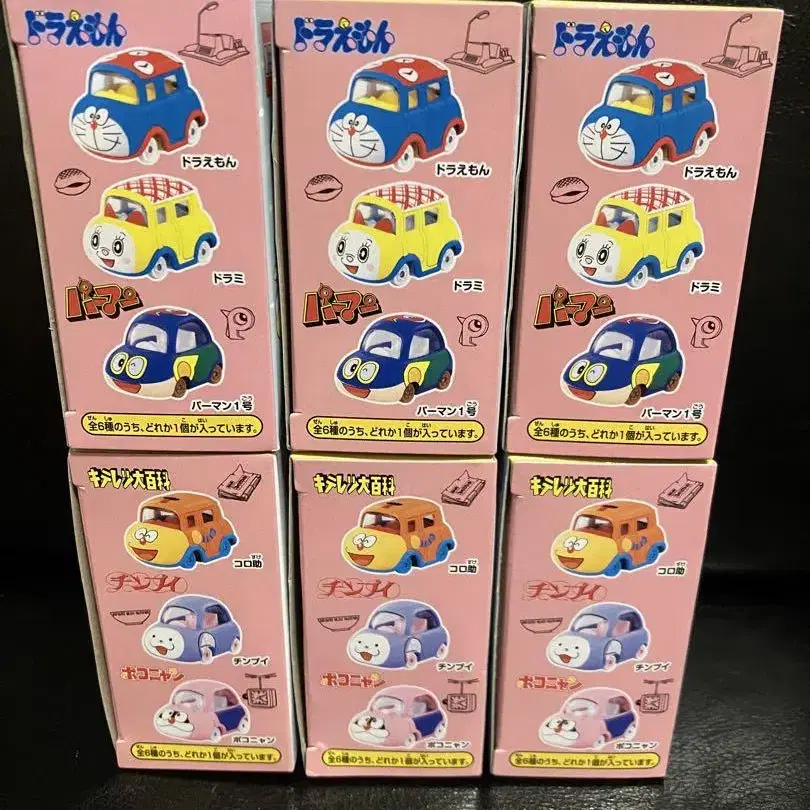 ドラえもん
ドラえもん
ドラミ
パーマン
パーマン1号
全6種のうち、どれか1個が入っています。
ドラえもん
ドラえもん
ドラミ
パーマン
パーマン1号
全6種のうち、どれか1個が入っています。
ドラえもん
ドラえもん
ドラミ
パーマン
パーマン1号
全6種のうち、どれか1個が入っています。
キテレツ大百科
コロ助
チンプイ
チンプイ
ポコニャン
ポコニャン
全6種のうち、どれか1個が入っています。
キテレツ大百科
コロ助
チンプイ
チンプイ
ポコニャン
ポコニャン
全6種のうち、どれか1個が入っています。
キテレツ大百科
コロ助
チンプイ
チンプイ
ポコニャン
ポコニャン
全6種のうち、どれか1個が入っています。